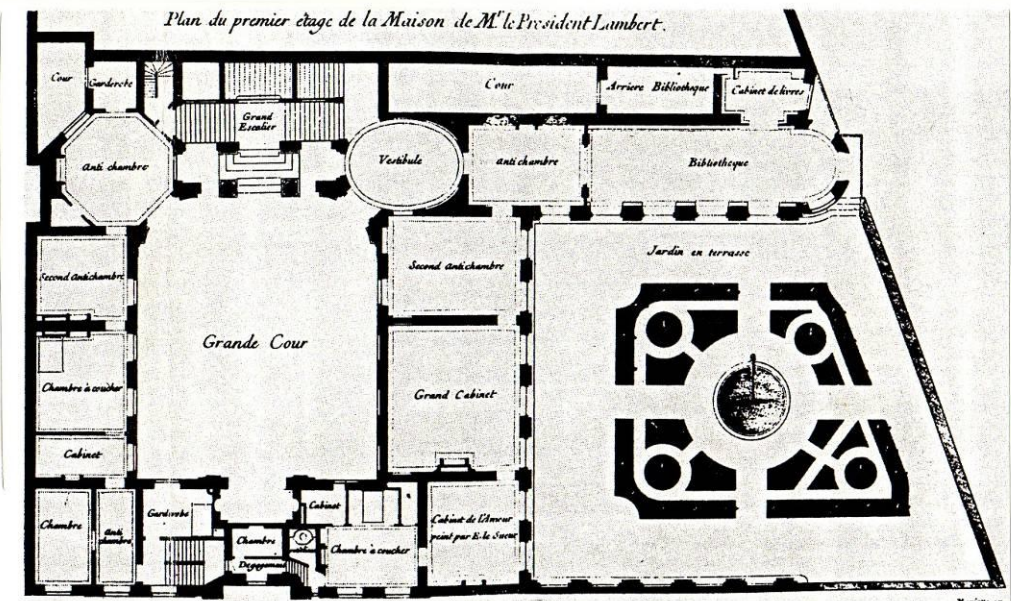 Plan du premier etage de la Maison de Mr le President Lambert.
Cour
Garderobe
Grand
Escalier
Cour
Arriere Bibliotheque
Cabinet de livres
Anti chambre
Vestibule
Anti chambre
Bibliotheque
Second Antichambre
Second Antichambre
Jardin en terrasse
Grande Cour
Chambre à coucher
Grand Cabinet
Cabinet
Chambre
Anti
chambre
Garderobe
Chambre
Degagement
Cabinet
Chambre a coucher
Cabinet de l'Amour
peint par E. le Sueur